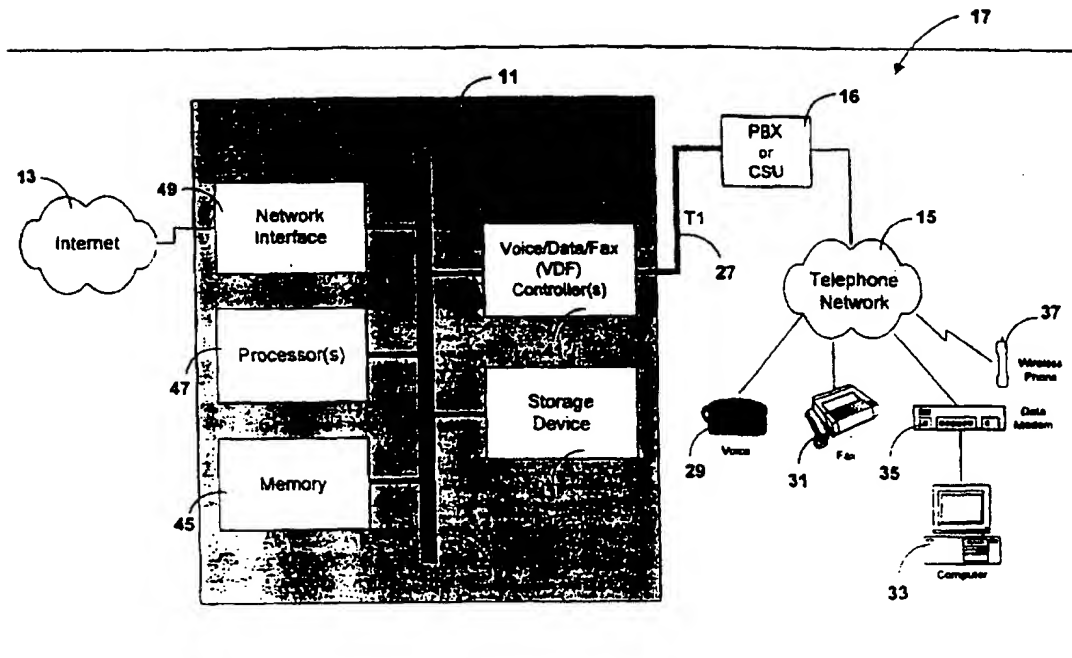 17
11
16
PBX
or
CSU
13
Internet
49
Network
Interface
Voice/Data/Fax
(VDF)
Controller(s)
T1
27
15
Telephone
Network
Processor(s)
47
37
Wireless
Phone
Storage
Device
Memory
45
29
Voice
31
Fax
35
Data
Modem
33
Computer